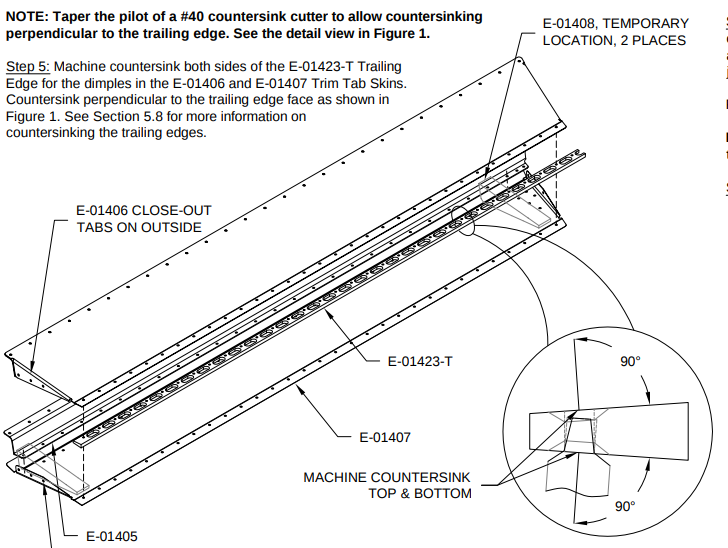 NOTE: Taper the pilot of a #40 countersink cutter to allow countersinking
perpendicular to the trailing edge. See the detail view in Figure 1.
Step 5: Machine countersink both sides of the E-01423-T Trailing
Edge for the dimples in the E-01406 and E-01407 Trim Tab Skins.
Countersink perpendicular to the trailing edge face as shown in
Figure 1. See Section 5.8 for more information on
countersinking the trailing edges.
E-01408, TEMPORARY
LOCATION, 2 PLACES
E-01406 CLOSE-OUT
TABS ON OUTSIDE
E-01423-T
90°
E-01407
MACHINE COUNTERSINK
TOP & BOTTOM
90°
E-01405